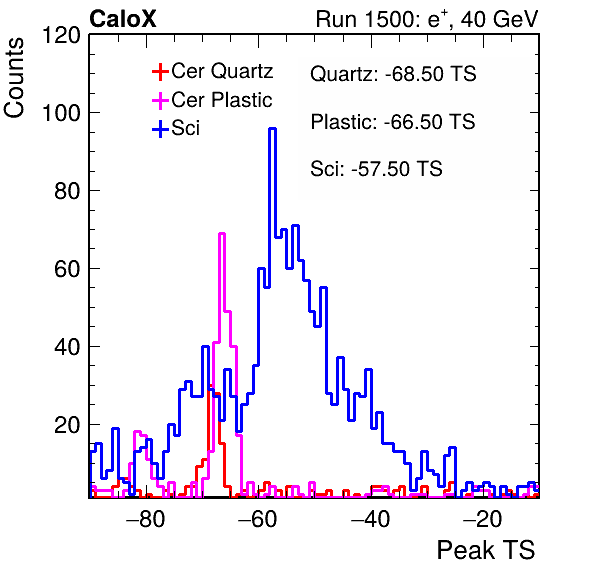 CaloX Run 1500: e⁺, 40 GeV
120
100
80
60
40
20
Counts
Cer Quartz
Cer Plastic
Sci
Quartz: -68.50 TS
Plastic: -66.50 TS
Sci: -57.50 TS
−80 −60 −40 −20
Peak TS